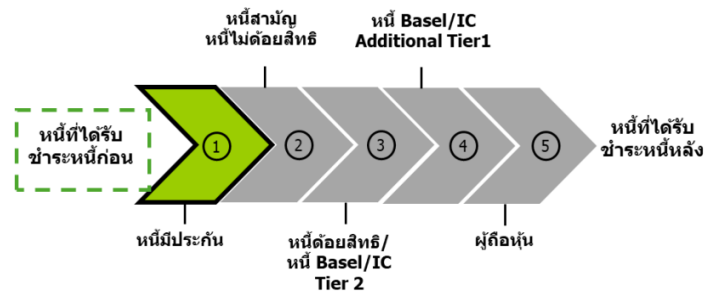 หนี้สามัญ
หนี้ไม่ด้อยสิทธิ
หนี้ Basel/IC
Additional Tier1
หนี้ที่ได้รับ
ชำระหนี้ก่อน
1
2
3
4
5
หนี้ที่ได้รับ
ชำระหนี้หลัง
หนี้มีประกัน
หนี้ด้อยสิทธิ/
หนี้ Basel/IC
Tier 2
ผู้ถือหุ้น